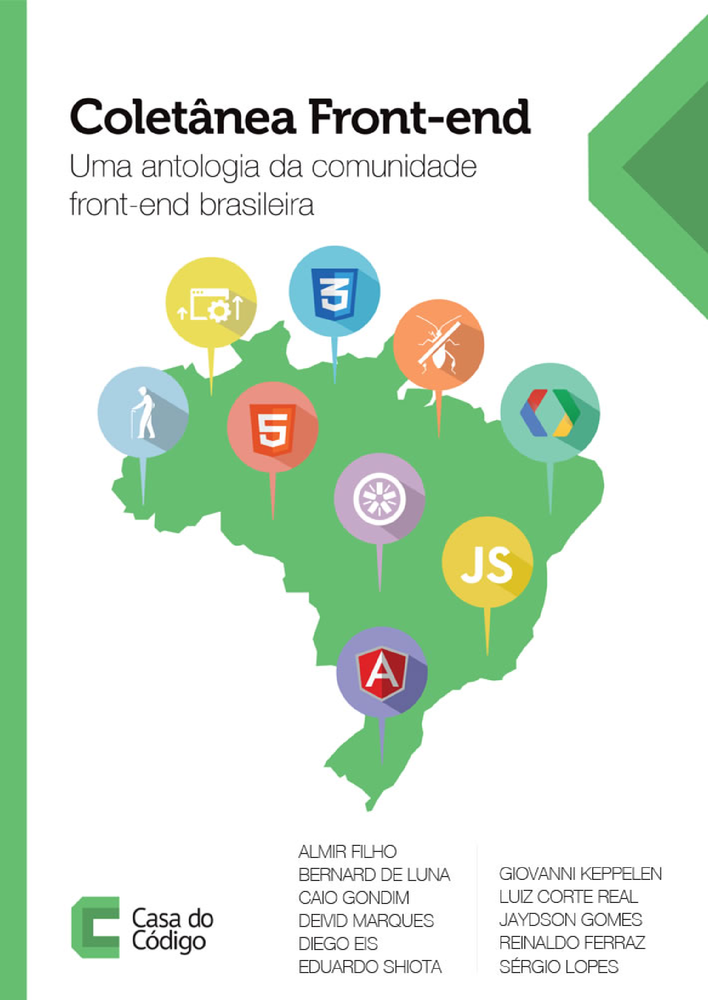 Coletânea Front-end
Uma antologia da comunidade
front-end brasileira
3
5
JS
A
ALMIR FILHO
BERNARD DE LUNA
CAIO GONDIM
DEIVID MARQUES
DIEGO EIS
EDUARDO SHIOTA
GIOVANNI KEPPELEN
LUIZ CORTE REAL
JAYDSON GOMES
REINALDO FERRAZ
SÉRGIO LOPES
Casa do
Código